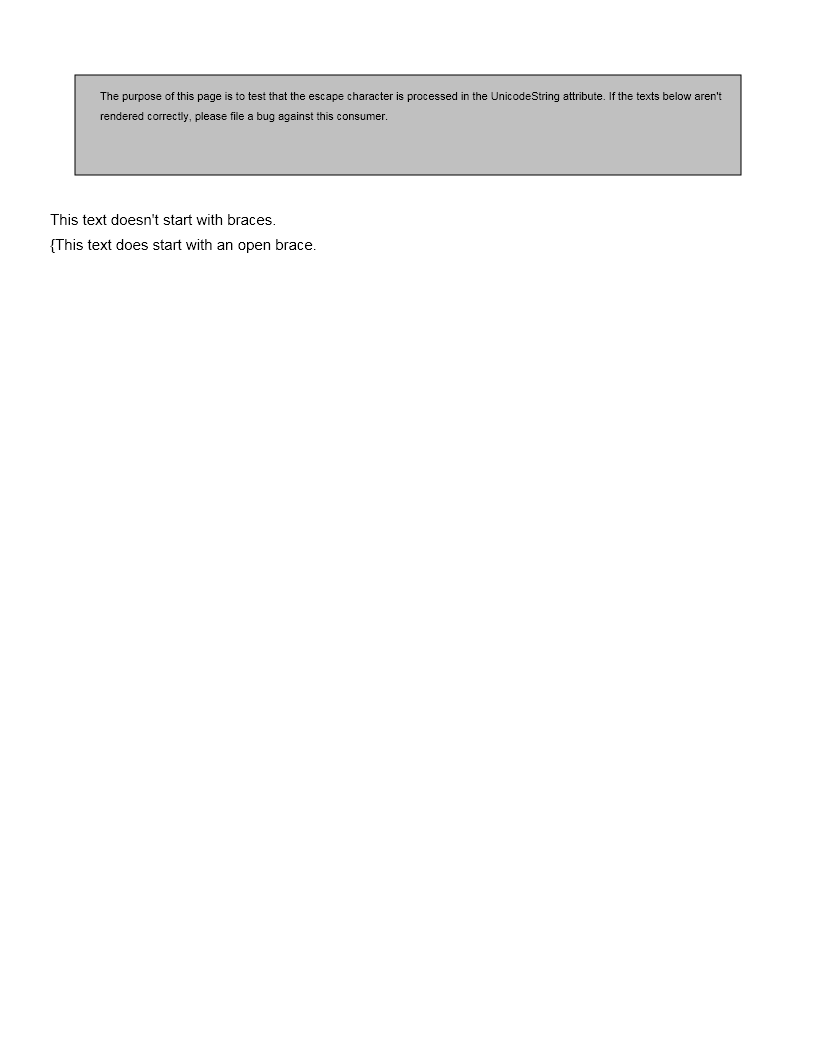 The purpose of this page is to test that the escape character is processed in the UnicodeString attribute. If the texts below aren't
rendered correctly, please file a bug against this consumer.
This text doesn't start with braces.
{This text does start with an open brace.